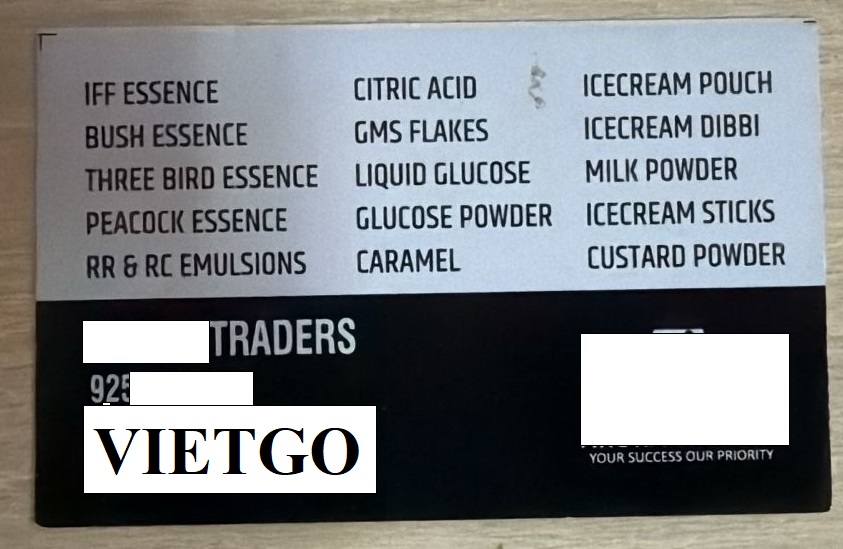 IFF ESSENCE
BUSH ESSENCE
THREE BIRD ESSENCE
PEACOCK ESSENCE
RR & RC EMULSIONS
CITRIC ACID
GMS FLAKES
LIQUID GLUCOSE
GLUCOSE POWDER
CARAMEL
ICECREAM POUCH
ICECREAM DIBBI
MILK POWDER
ICECREAM STICKS
CUSTARD POWDER
TRADERS
925
VIETGO
YOUR SUCCESS OUR PRIORITY